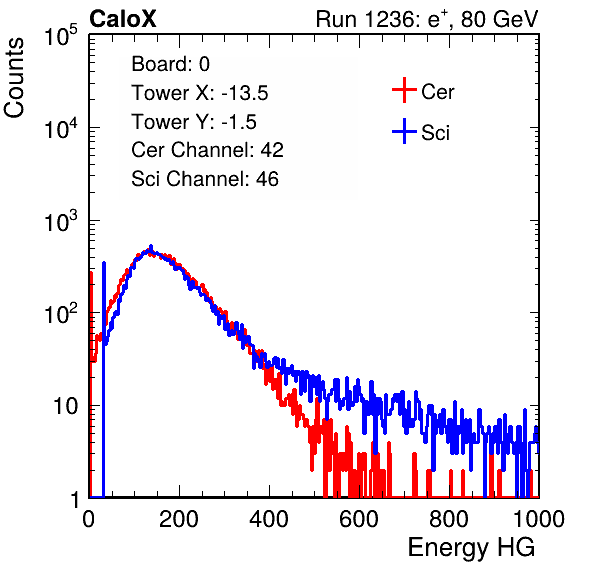 CaloX Run 1236: e⁺, 80 GeV
Counts
10⁵
10⁴
10³
10²
10
1
Board: 0
Tower X: -13.5
Tower Y: -1.5
Cer Channel: 42
Sci Channel: 46
Cer
Sci
0 200 400 600 800 1000
Energy HG